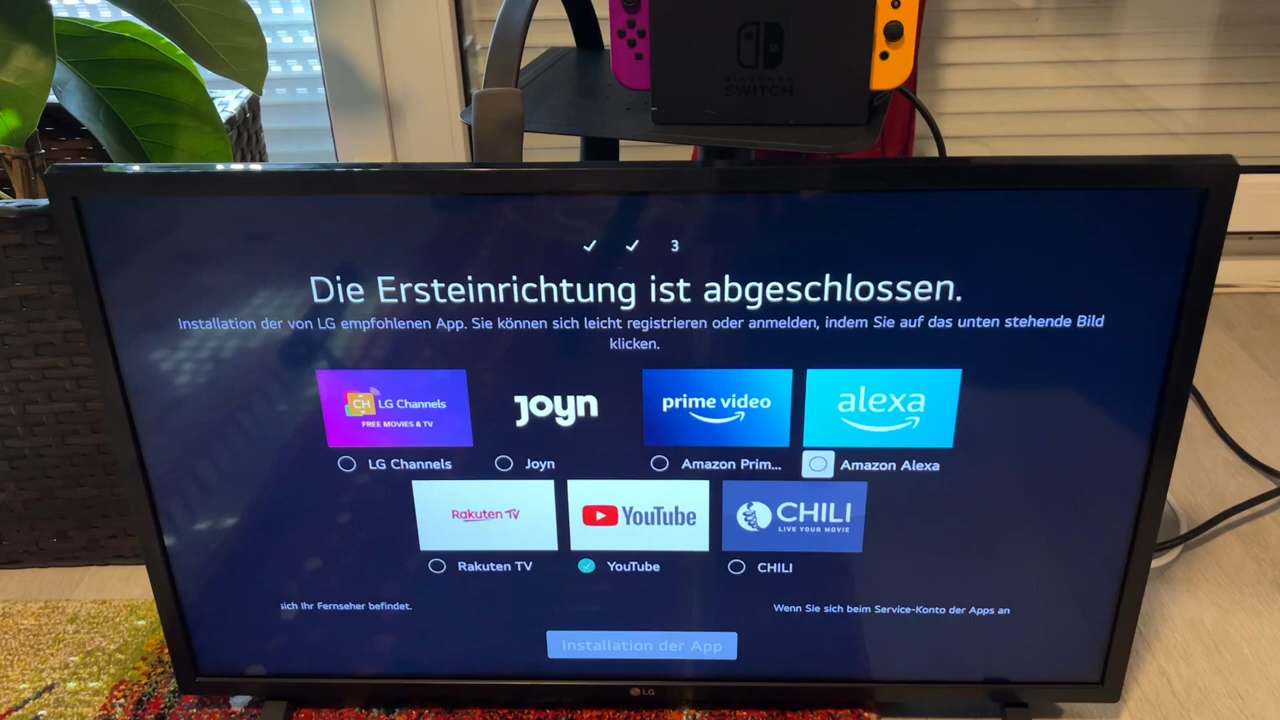 NINTENDO
SWITCH
3
Die Ersteinrichtung ist abgeschlossen.
Installation der von LG empfohlenen App. Sie können sich leicht registrieren oder anmelden, indem Sie auf das unten stehende Bild
klicken.
CH LG Channels
FREE MOVIES & TV
joyn
prime video
alexa
LG Channels
Joyn
Amazon Prim...
Amazon Alexa
Rakuten TV
YouTube
CHILI
LIVE YOUR MOVIE
Rakuten TV
YouTube
CHILI
sich Ihr Fernseher befindet.
Wenn Sie sich beim Service-Konto der Apps an
Installation der App
LG